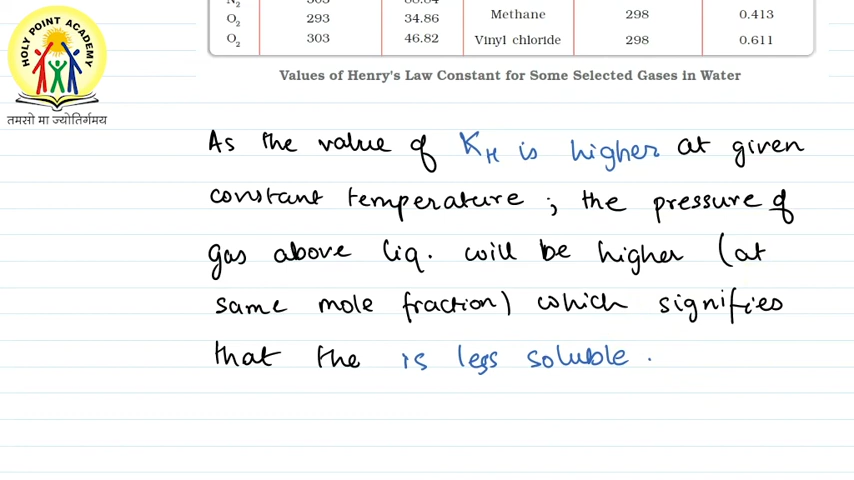 HOLY POINT ACADEMY
तमसो मा ज्योतिर्गमय
N2 303
O2 293 34.86 Methane 298 0.413
O2 303 46.82 Vinyl chloride 298 0.611
Values of Henry's Law Constant for Some Selected Gases in Water
As the value of KH is higher at given
constant temperature ; the pressure of
gas above liq. will be higher (at
same mole fraction) which signifies
that the is less soluble .